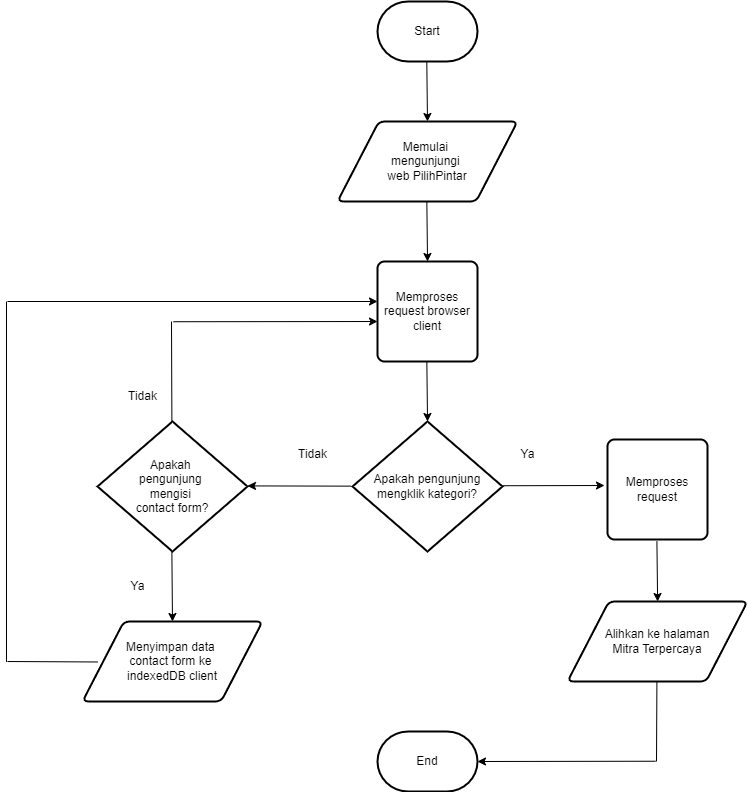 Start
Memulai
mengunjungi
web PilihPintar
Memproses
request browser
client
Tidak
Apakah
pengunjung
mengisi
contact form?
Tidak
Apakah pengunjung
mengklik kategori?
Ya
Memproses
request
Ya
Menyimpan data
contact form ke
indexedDB client
Alihkan ke halaman
Mitra Terpercaya
End